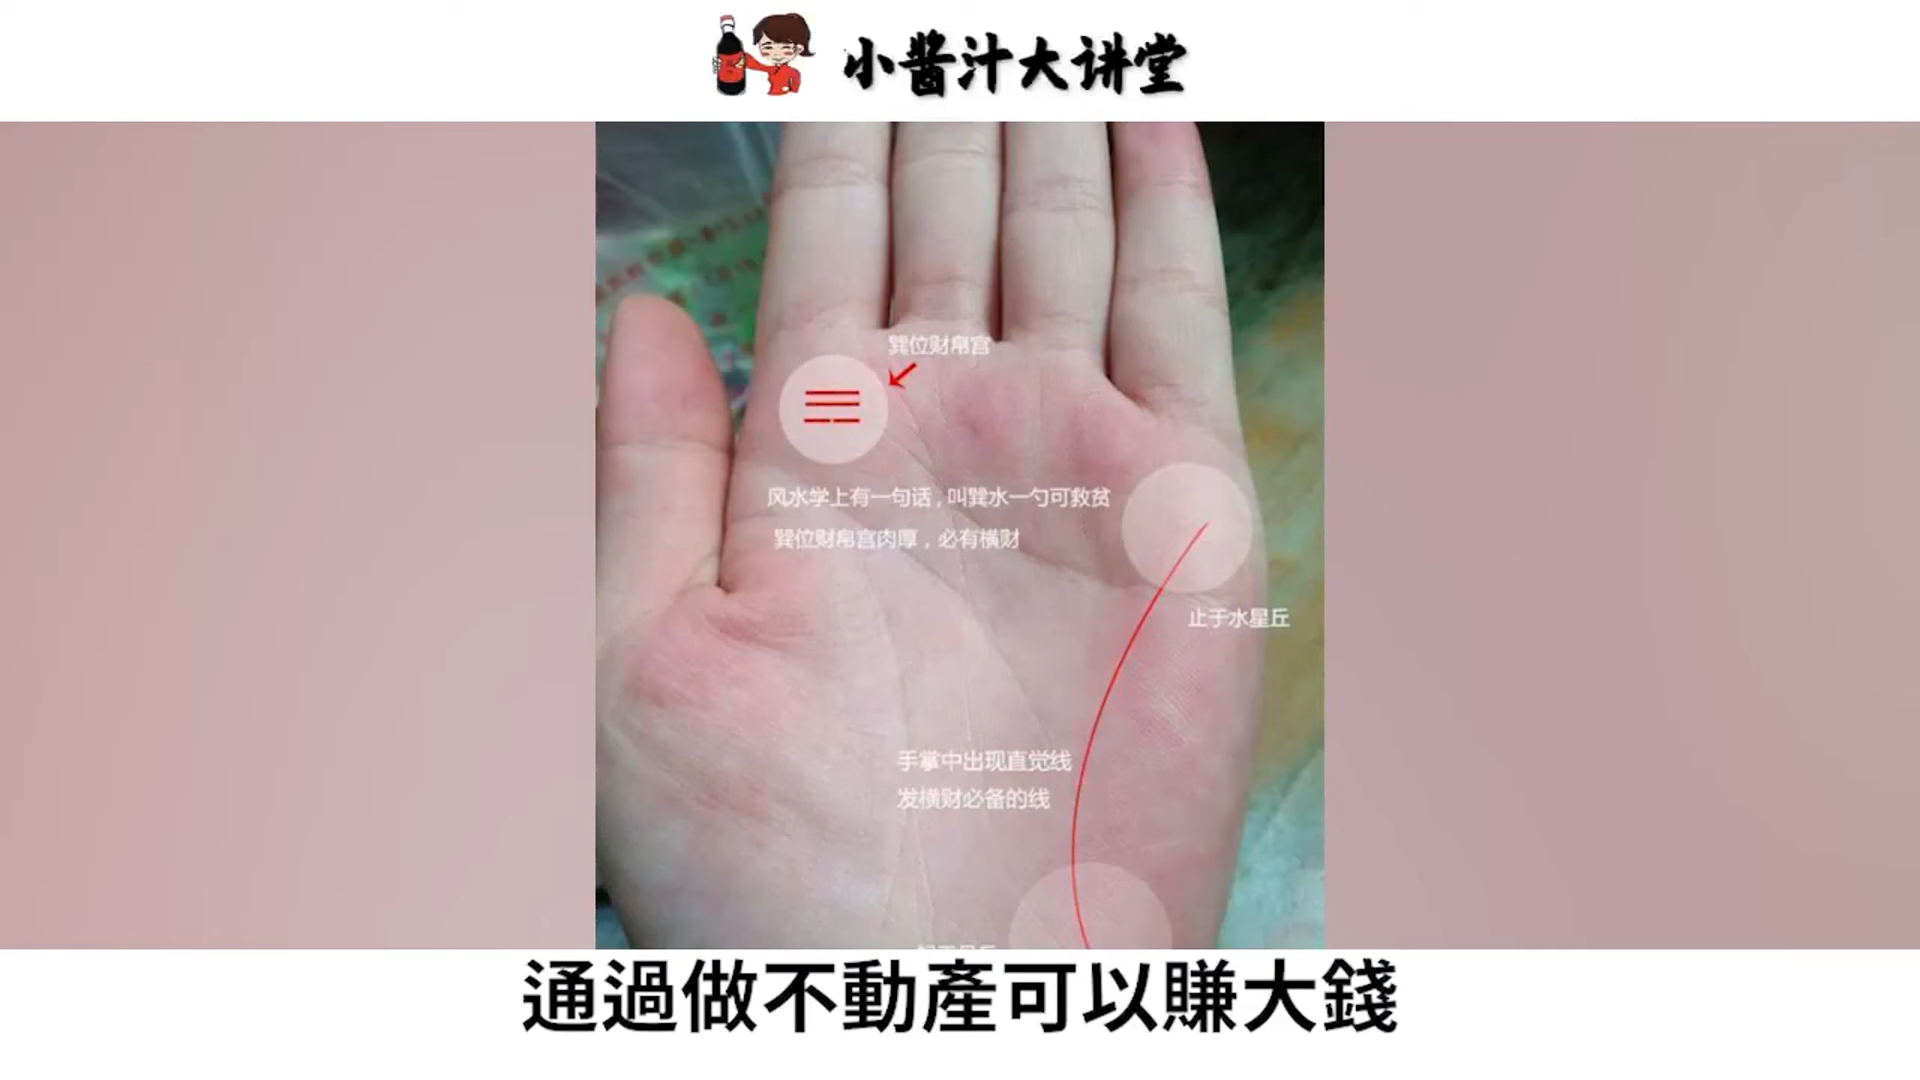 小酱汁大讲堂
巽位财帛宫
风水学上有一句话，叫巽水一勺可救贫
巽位财帛宫肉厚，必有横财
止于水星丘
手掌中出现直觉线
发横财必备的线
通過做不動產可以賺大錢